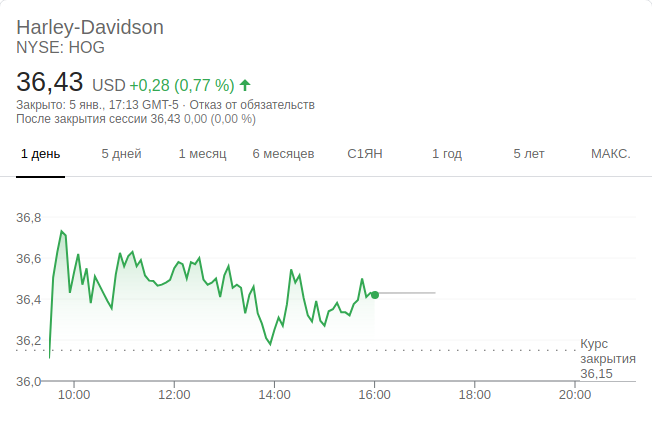 Harley-Davidson
NYSE: HOG
36,43 USD +0,28 (0,77 %)
Закрыто: 5 янв., 17:13 GMT-5 · Отказ от обязательств
После закрытия сессии 36,43 0,00 (0,00 %)
1 день 5 дней 1 месяц 6 месяцев С1ЯН 1 год 5 лет МАКС.
36,8
36,6
36,4
36,2
36,0
Курс
закрытия
36,15
10:00 12:00 14:00 16:00 18:00 20:00